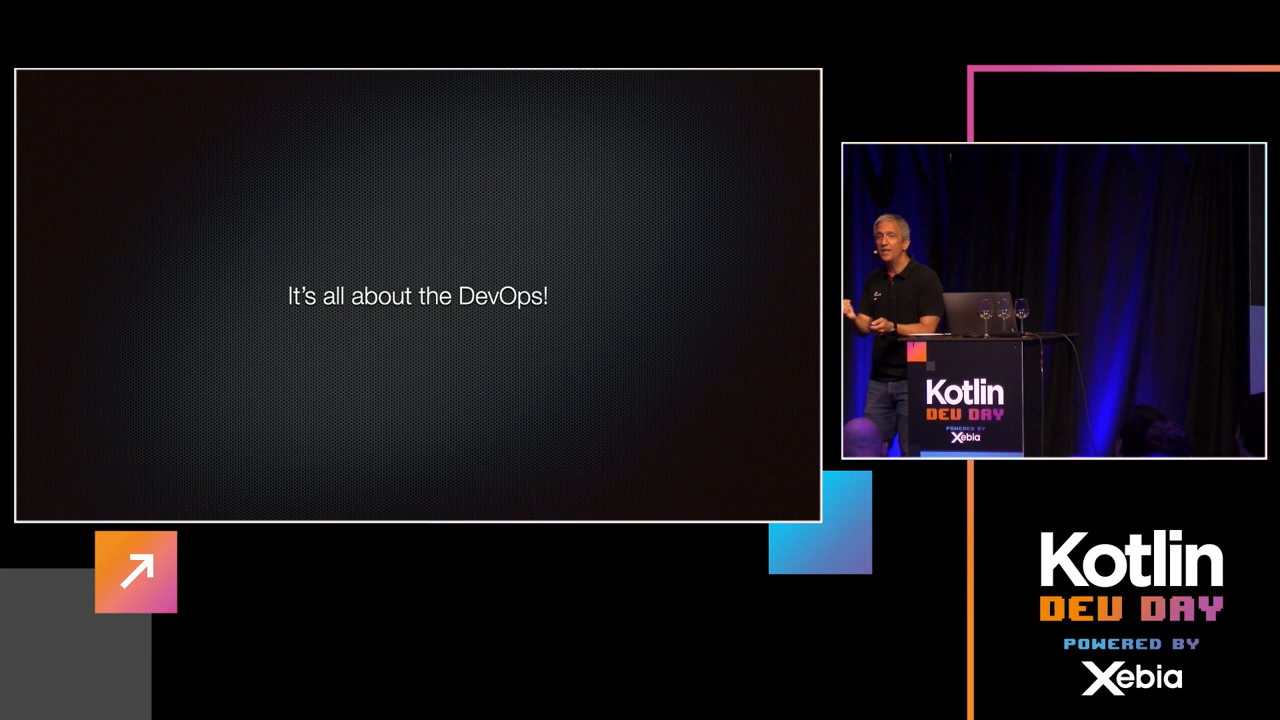 It's all about the DevOps!
Kotlin
DEV DAY
POWERED BY
Xebia
Kotlin
DEV DAY
POWERED BY
Xebia